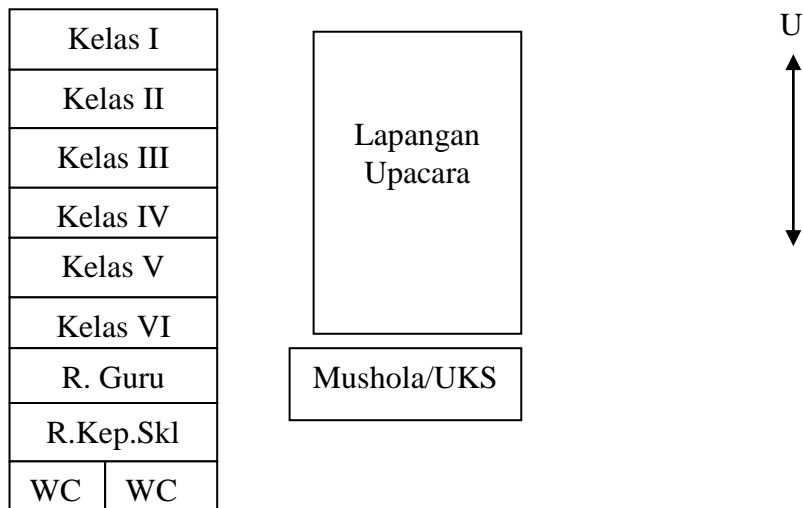 Kelas I
Kelas II
Kelas III
Kelas IV
Kelas V
Kelas VI
R. Guru
R.Kep.Skl
WC WC
Lapangan
Upacara
Mushola/UKS
U